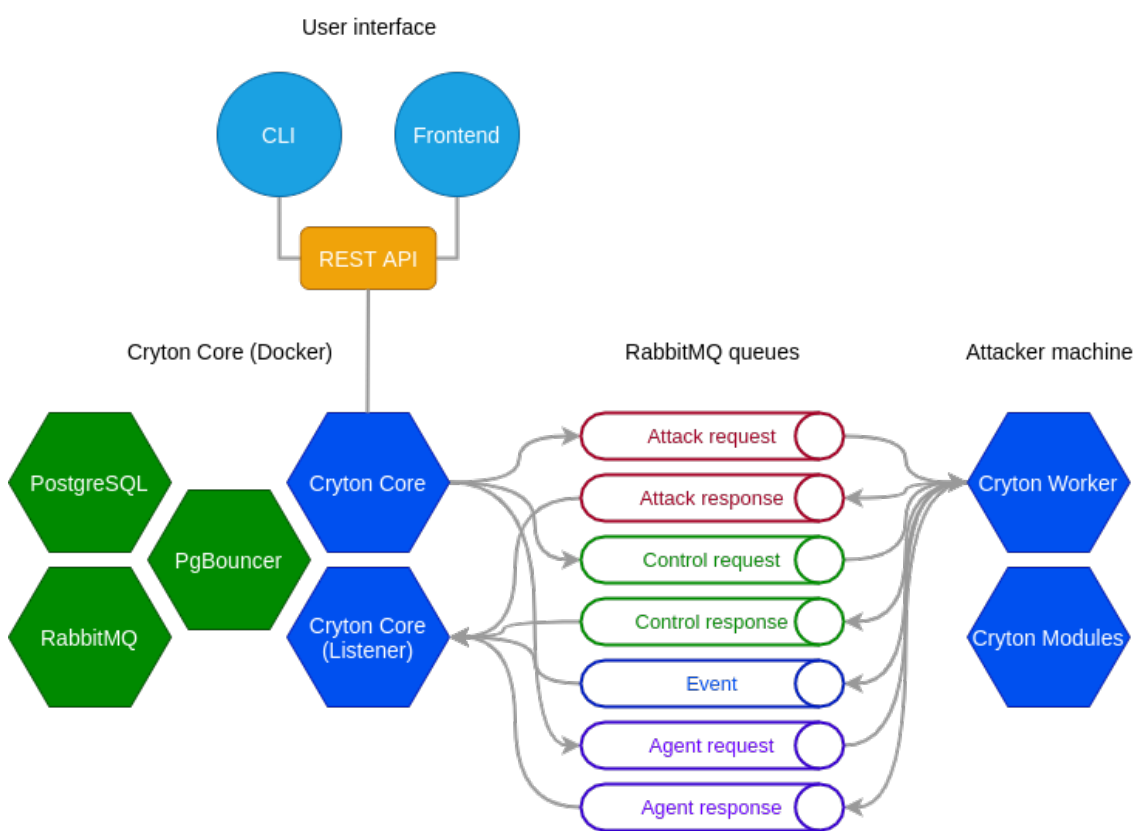 User interface
CLI
Frontend
REST API
Cryton Core (Docker)
RabbitMQ queues
Attacker machine
PostgreSQL
PgBouncer
RabbitMQ
Cryton Core
Cryton Core
(Listener)
Attack request
Attack response
Control request
Control response
Event
Agent request
Agent response
Cryton Worker
Cryton Modules